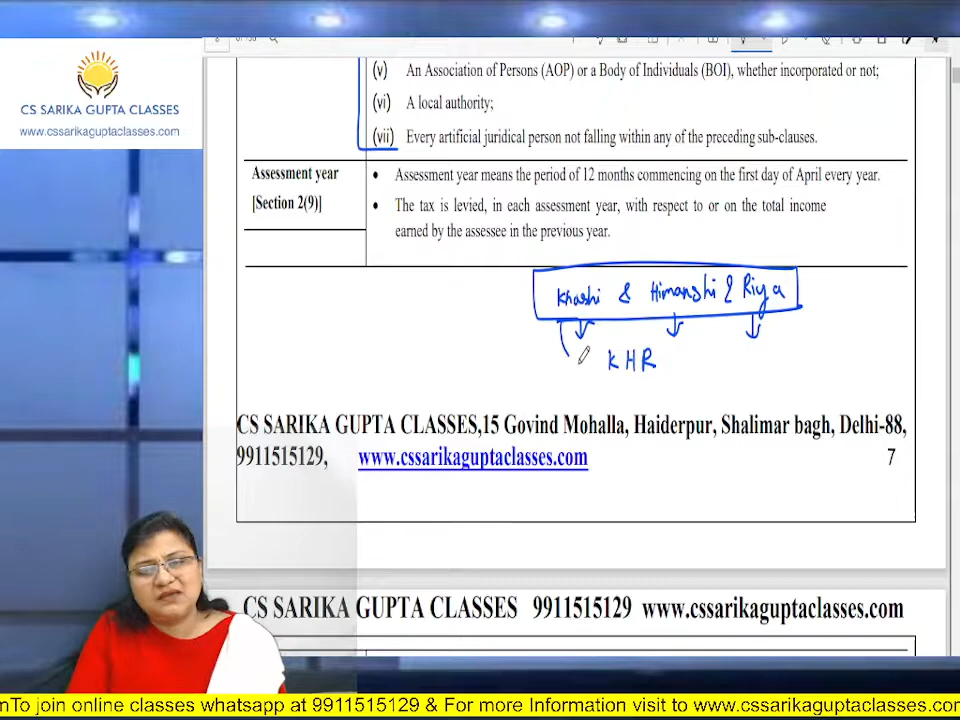 CS SARIKA GUPTA CLASSES
www.cssarikaguptaclasses.com
(v) An Association of Persons (AOP) or a Body of Individuals (BOI), whether incorporated or not;
(vi) A local authority;
(vii) Every artificial juridical person not falling within any of the preceding sub-clauses.
Assessment year
[Section 2(9)]
• Assessment year means the period of 12 months commencing on the first day of April every year.
• The tax is levied, in each assessment year, with respect to or on the total income
earned by the assessee in the previous year.
Khashi & Himanshi & Riya
KHR
CS SARIKA GUPTA CLASSES,15 Govind Mohalla, Haiderpur, Shalimar bagh, Delhi-88,
9911515129, www.cssarikaguptaclasses.com
7
CS SARIKA GUPTA CLASSES 9911515129 www.cssarikaguptaclasses.com
mTo join online classes whatsapp at 9911515129 & For more Information visit to www.cssarikaguptaclasses.con